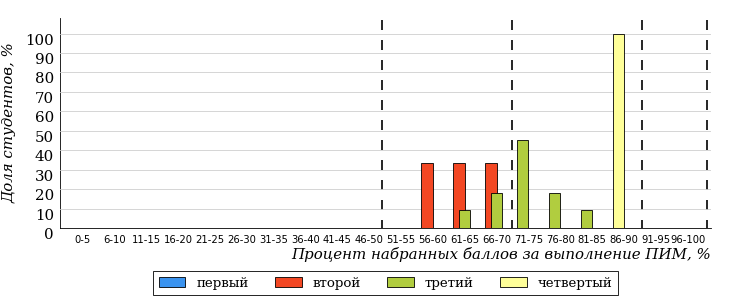 Доля студентов, %
100
90
80
70
60
50
40
30
20
10
0
0-5 6-10 11-15 16-20 21-25 26-30 31-35 36-40 41-45 46-50 51-55 56-60 61-65 66-70 71-75 76-80 81-85 86-90 91-95 96-100
Процент набранных баллов за выполнение ПИМ, %
первый второй третий четвертый